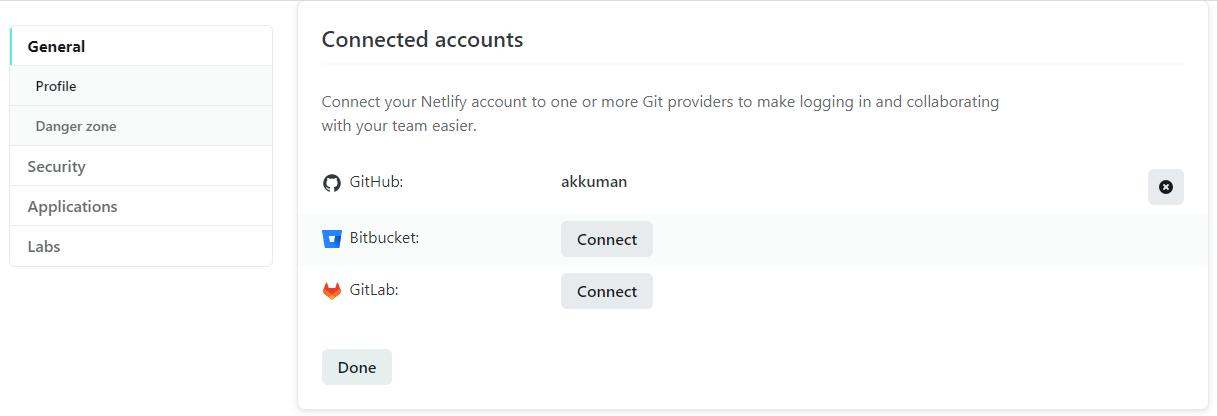 General
Profile
Danger zone
Security
Applications
Labs
Connected accounts
Connect your Netlify account to one or more Git providers to make logging in and collaborating
with your team easier.
GitHub: akkuman
Bitbucket: Connect
GitLab: Connect
Done